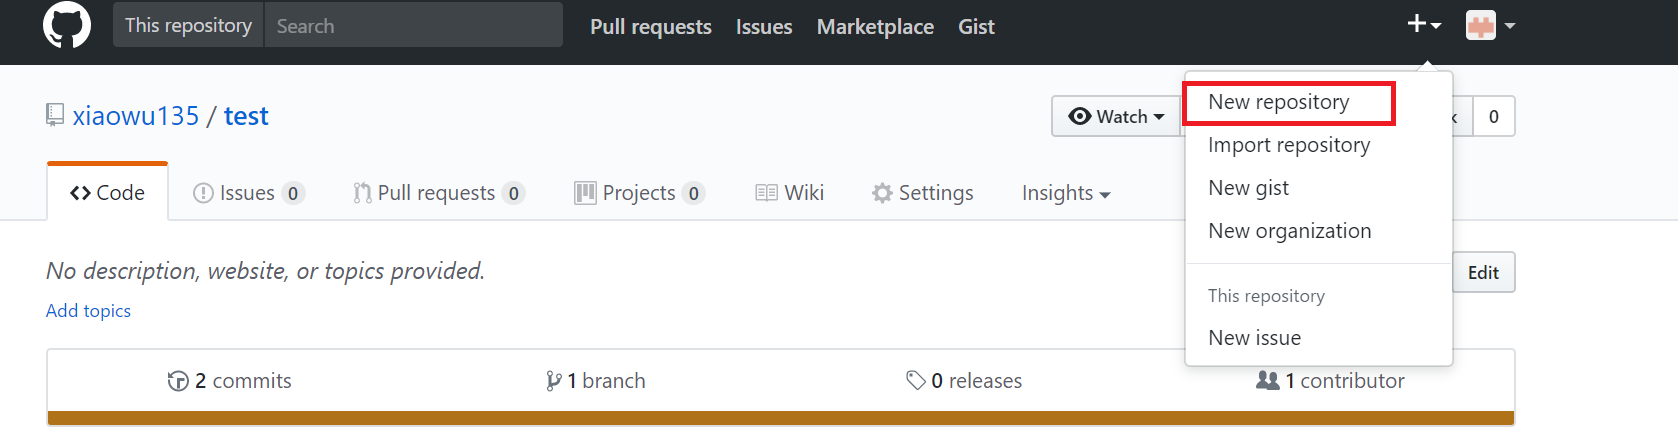 This repository Search Pull requests Issues Marketplace Gist
xiaowu135 / test
Watch
0
New repository
Import repository
New gist
New organization
This repository
New issue
Code Issues 0 Pull requests 0 Projects 0 Wiki Settings Insights
No description, website, or topics provided.
Edit
Add topics
2 commits 1 branch 0 releases 1 contributor